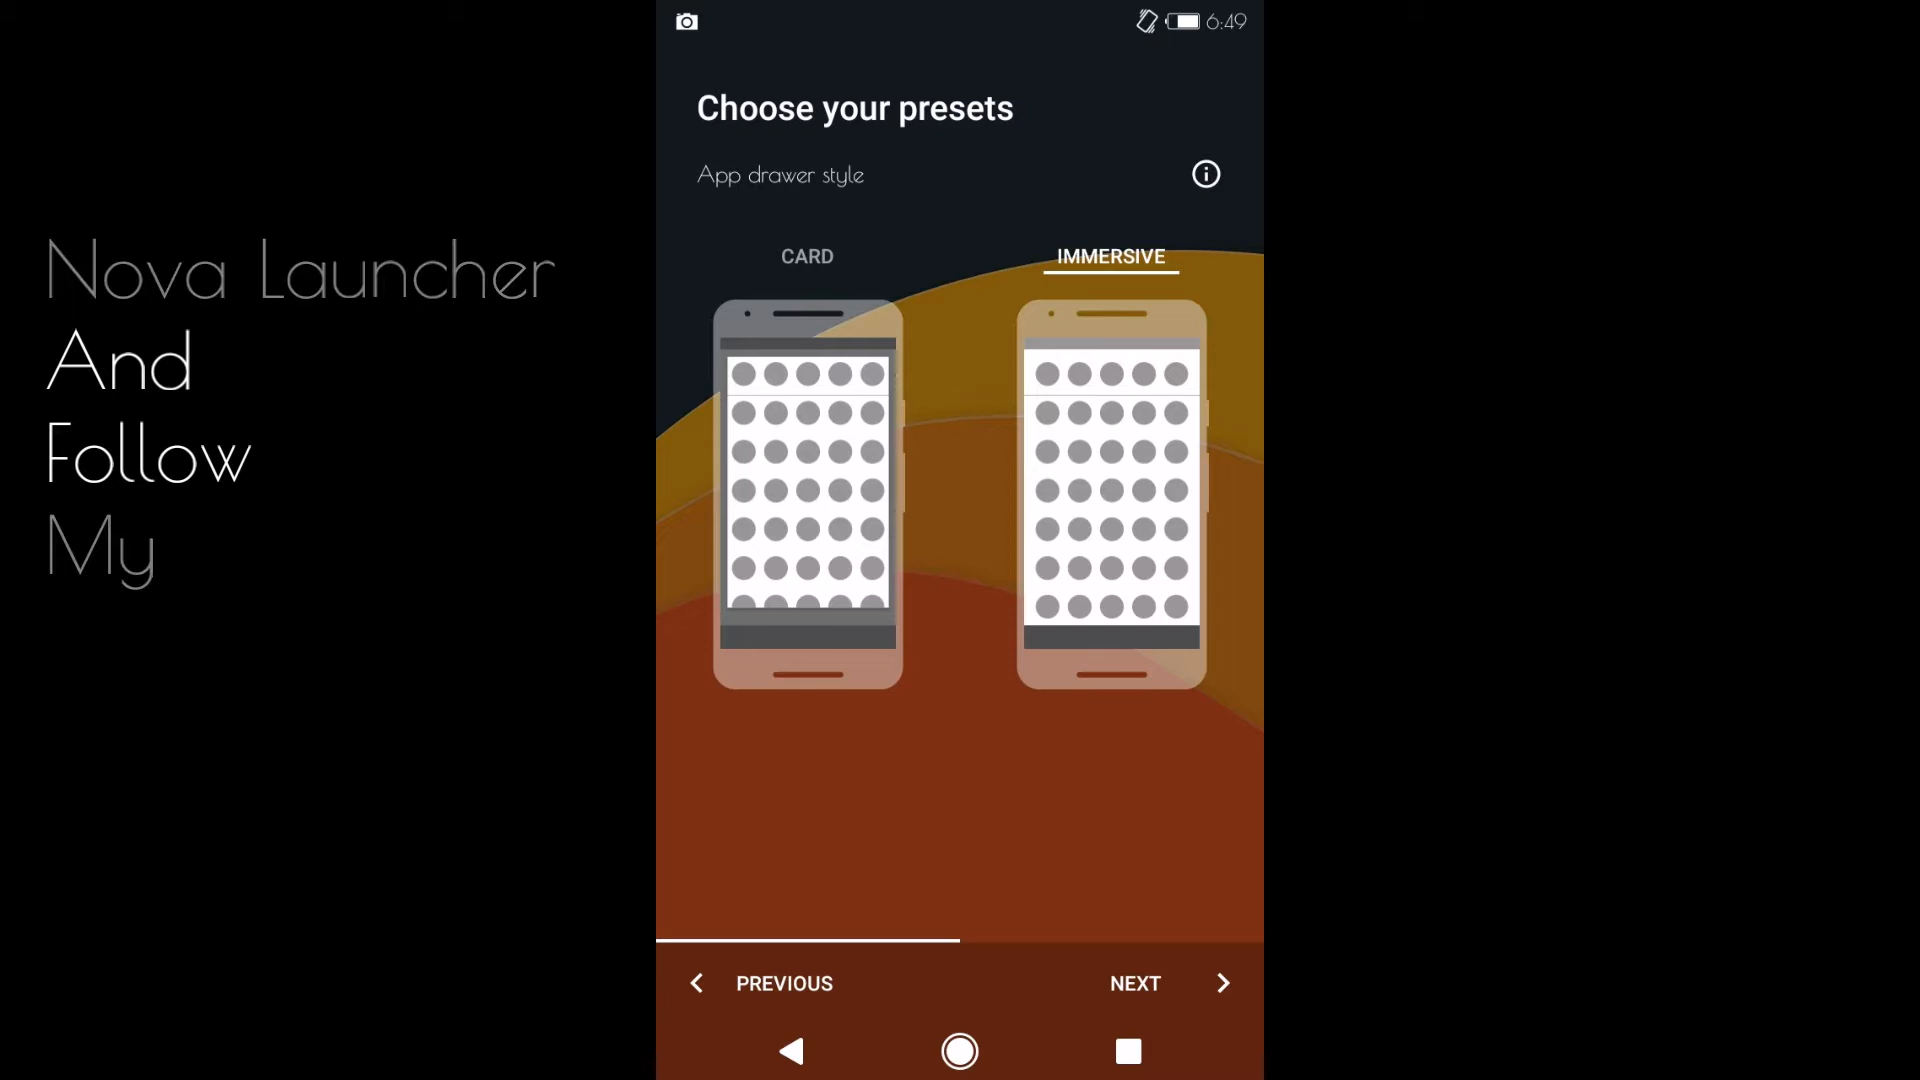 6:49
Choose your presets
App drawer style
CARD
IMMERSIVE
Nova Launcher
And
Follow
My
PREVIOUS
NEXT